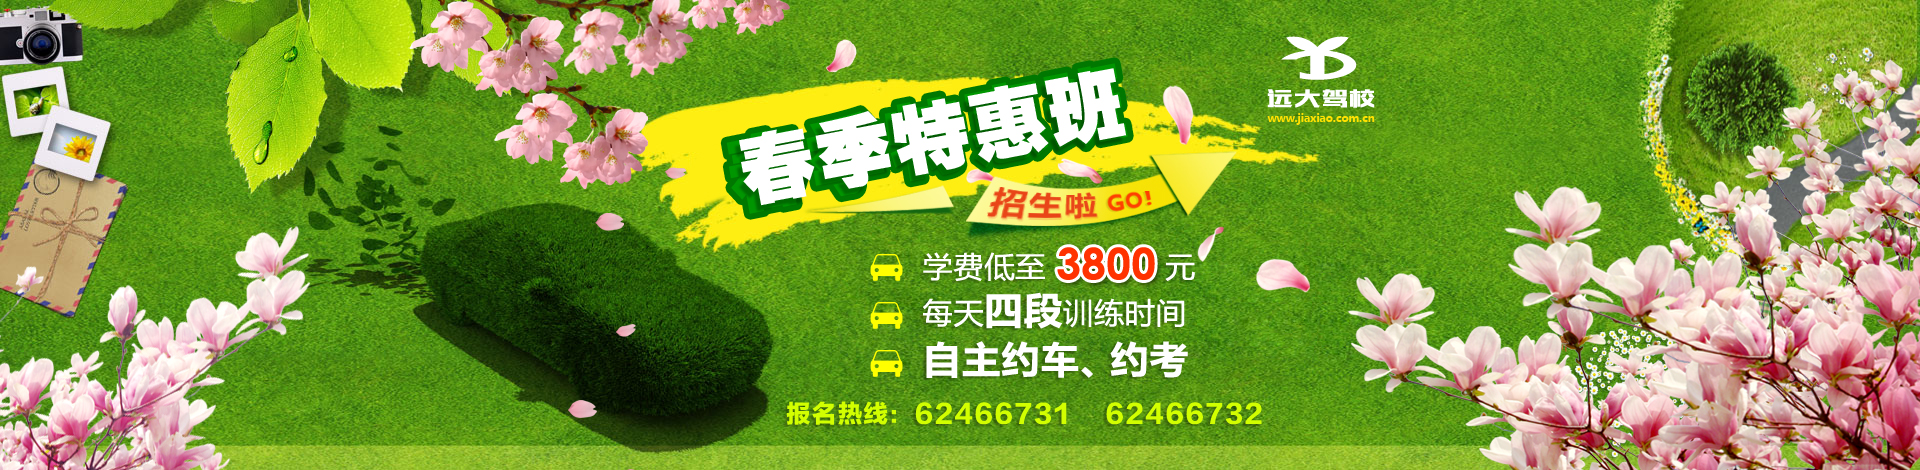 远大驾校
www.jiaxiao.com.cn
春季特惠班
招生啦 GO!
学费低至 3800 元
每天四段训练时间
自主约车、约考
报名热线：62466731 62466732